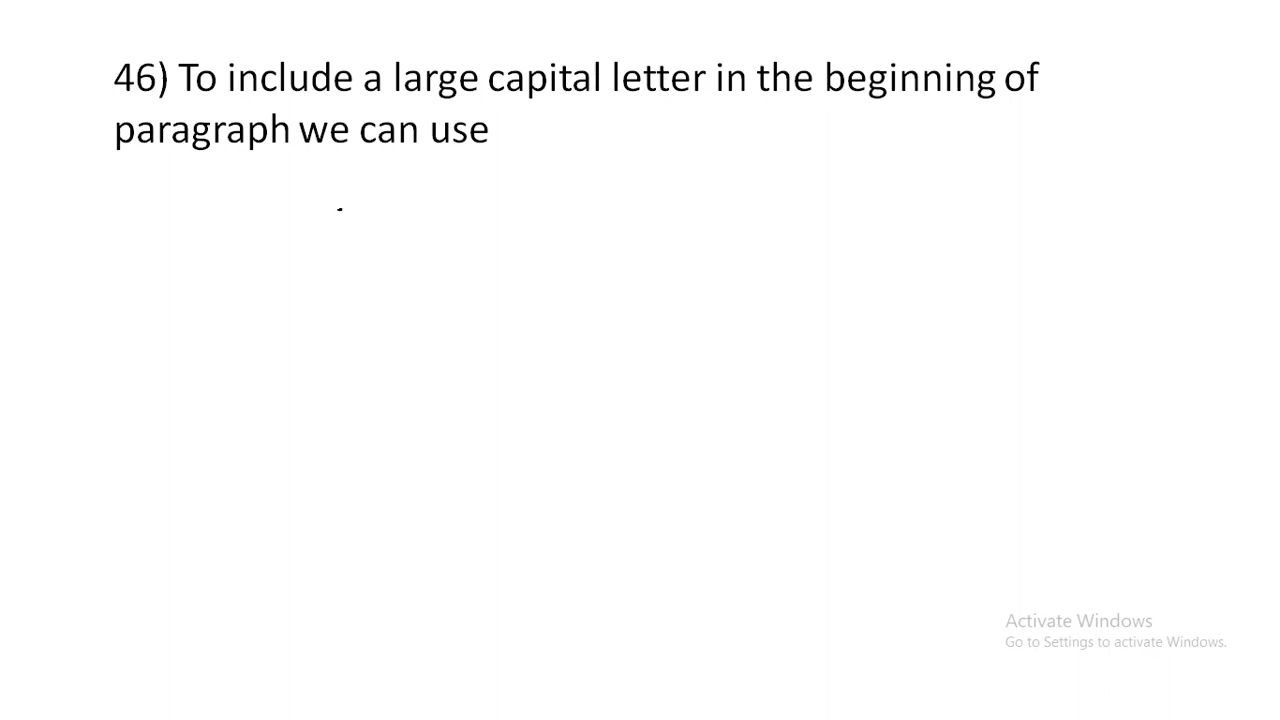 46) To include a large capital letter in the beginning of
paragraph we can use
Activate Windows
Go to Settings to activate Windows.